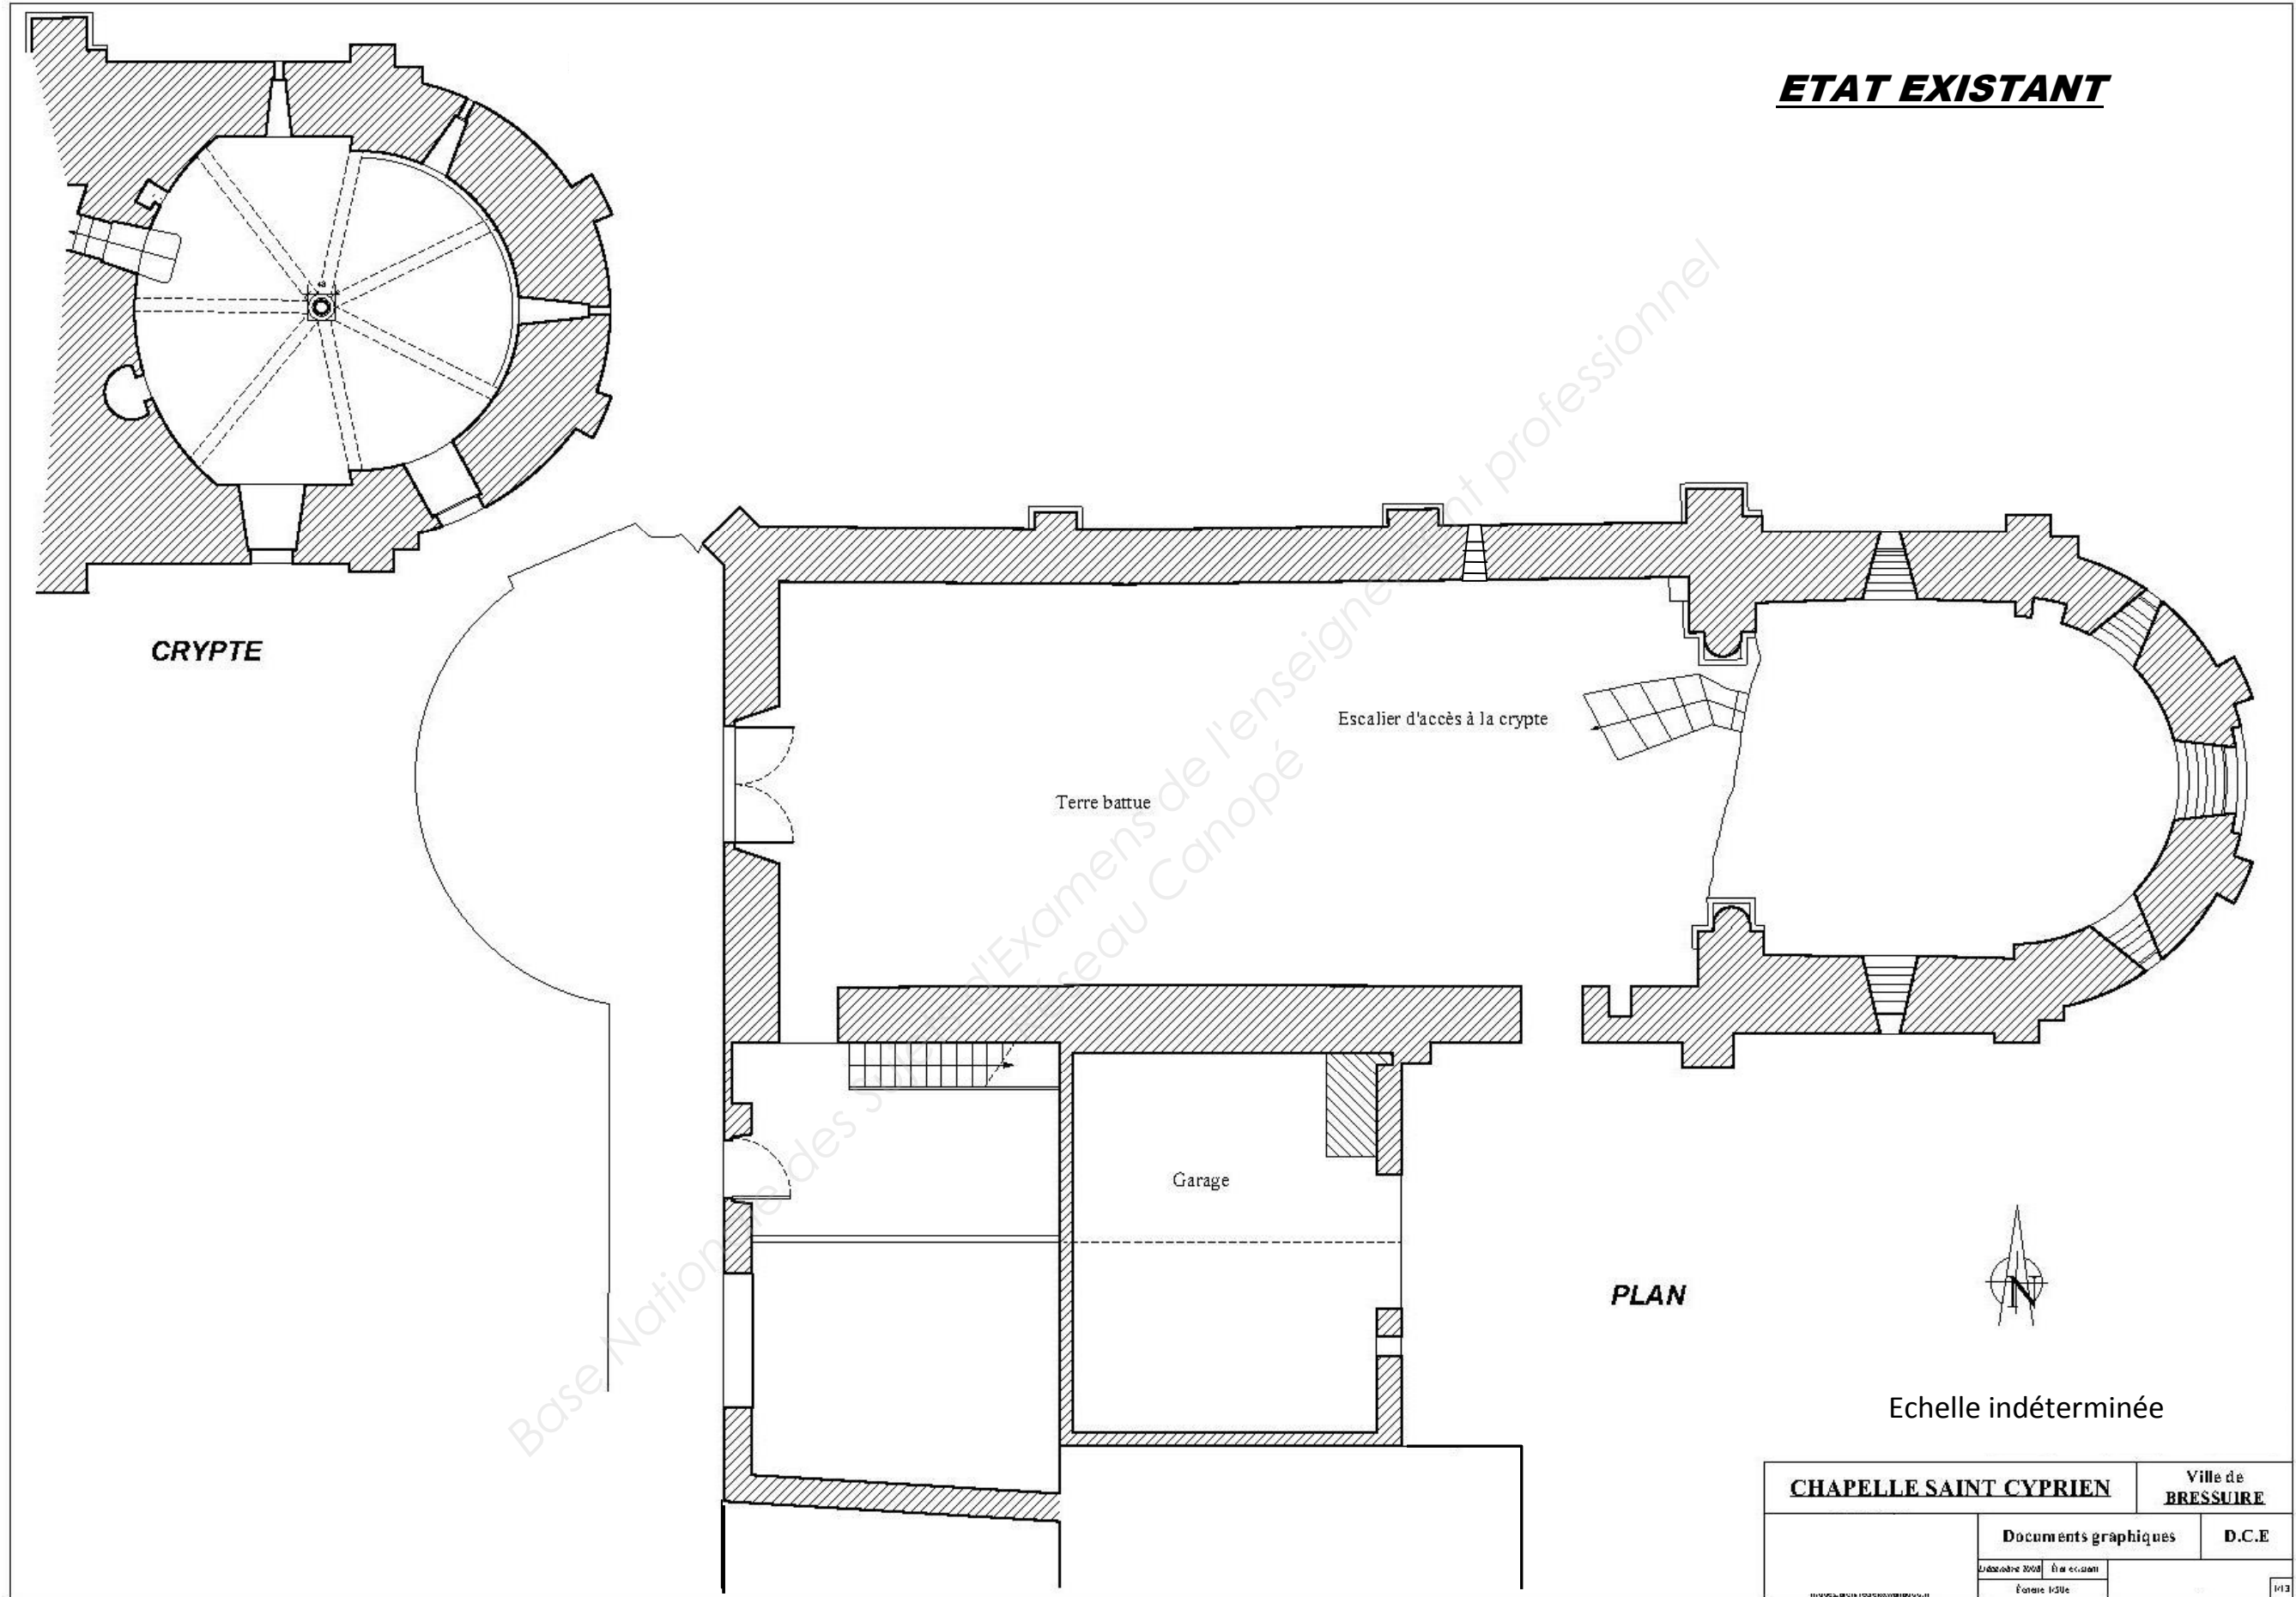 ETAT EXISTANT
CRYPTE
Escalier d'accès à la crypte
Terre battue
Garage
PLAN
N
Echelle indéterminée
CHAPELLE SAINT CYPRIEN
Ville de
BRESSUIRE
Documents graphiques
D.C.E
Base Nationale des Sujets d'Examens de l'enseignement professionnel
Réseau Canopé